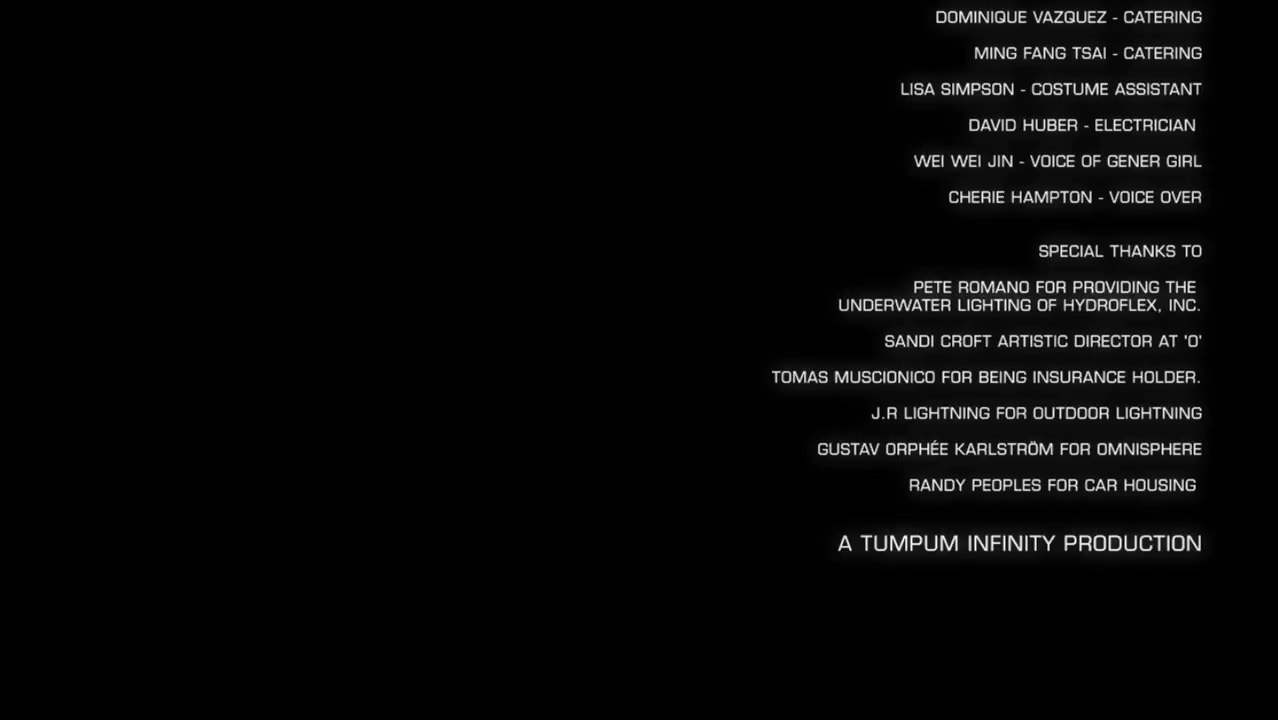 DOMINIQUE VAZQUEZ - CATERING
MING FANG TSAI - CATERING
LISA SIMPSON - COSTUME ASSISTANT
DAVID HUBER - ELECTRICIAN
WEI WEI JIN - VOICE OF GENER GIRL
CHERIE HAMPTON - VOICE OVER
SPECIAL THANKS TO
PETE ROMANO FOR PROVIDING THE
UNDERWATER LIGHTING OF HYDROFLEX, INC.
SANDI CROFT ARTISTIC DIRECTOR AT 'O'
TOMAS MUSCIONICO FOR BEING INSURANCE HOLDER.
J.R LIGHTNING FOR OUTDOOR LIGHTNING
GUSTAV ORPHÉE KARLSTRÖM FOR OMNISPHERE
RANDY PEOPLES FOR CAR HOUSING
A TUMPUM INFINITY PRODUCTION